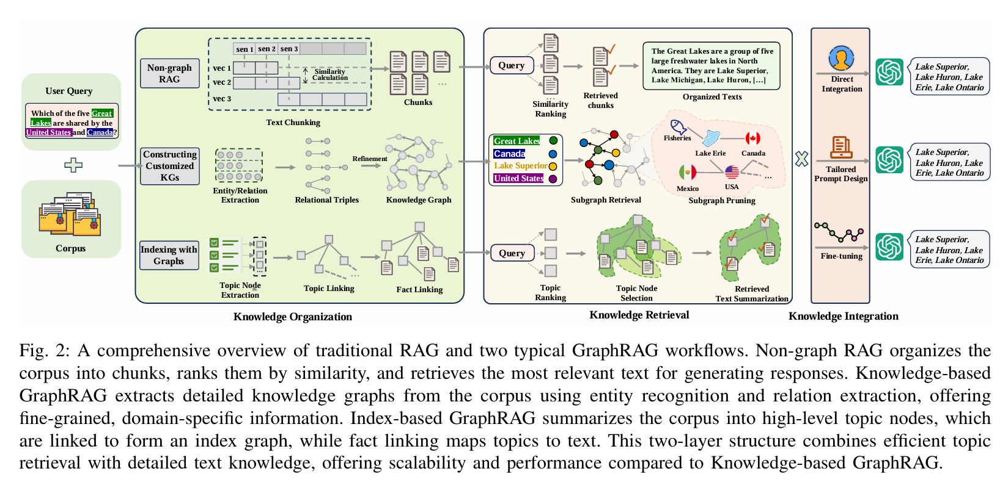 User Query
Which of the five Great
Lakes are shared by the
United States and Canada?
Corpus
Non-graph
RAG
sen 1 sen 2 sen 3
vec 1
vec 2
vec 3
Similarity
Calculation
Text Chunking
...
Chunks
Constructing
Customized
KGs
Entity/Relation
Extraction
Relational Triples
Refinement
Knowledge Graph
Indexing with
Graphs
...
Topic Node
Extraction
...
Topic Linking
Fact Linking
Knowledge Organization
Query
...
Similarity
Ranking
Retrieved
chunks
The Great Lakes are a group of five
large freshwater lakes in North
America. They are Lake Superior,
Lake Michigan, Lake Huron, [...]
Organized Texts
Great Lakes
Canada
Lake Superior
United States
Subgraph Retrieval
Fisheries
Lake Erie
Canada
Mexico
USA
...
Subgraph Pruning
Query
Topic
Ranking
Topic Node
Selection
Retrieved
Text Summarization
Knowledge Retrieval
Direct
Integration
Tailored
Prompt Design
Fine-tuning
Knowledge Integration
Lake Superior,
Lake Huron, Lake
Erie, Lake Ontario
Lake Superior,
Lake Huron, Lake
Erie, Lake Ontario
Lake Superior,
Lake Huron, Lake
Erie, Lake Ontario
Fig. 2: A comprehensive overview of traditional RAG and two typical GraphRAG workflows. Non-graph RAG organizes the
corpus into chunks, ranks them by similarity, and retrieves the most relevant text for generating responses. Knowledge-based
GraphRAG extracts detailed knowledge graphs from the corpus using entity recognition and relation extraction, offering
fine-grained, domain-specific information. Index-based GraphRAG summarizes the corpus into high-level topic nodes, which
are linked to form an index graph, while fact linking maps topics to text. This two-layer structure combines efficient topic
retrieval with detailed text knowledge, offering scalability and performance compared to Knowledge-based GraphRAG.